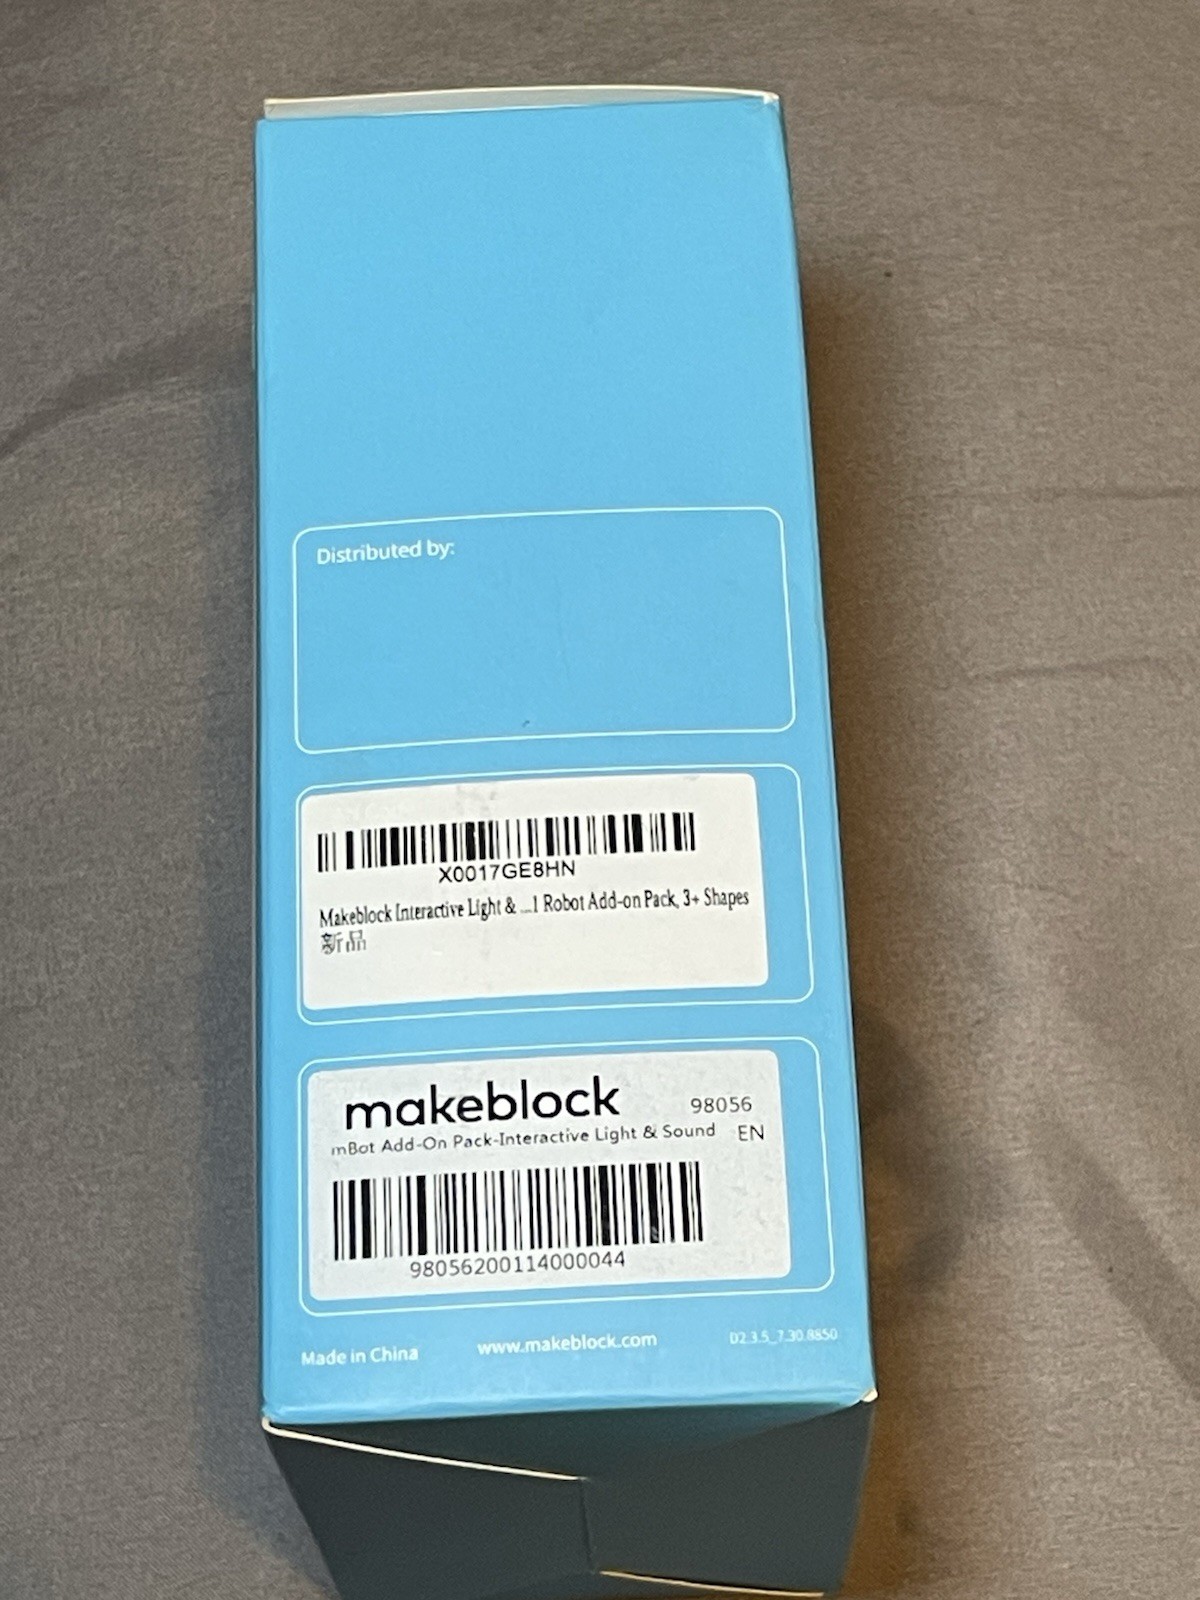 Distributed by:
X0017GE8HN
Makeblock Interactive Light & ...1 Robot Add-on Pack, 3+ Shapes
新品
makeblock 98056
mBot Add-On Pack-Interactive Light & Sound EN
98056200114000044
Made in China www.makeblock.com D2.3.5_7.30.8850